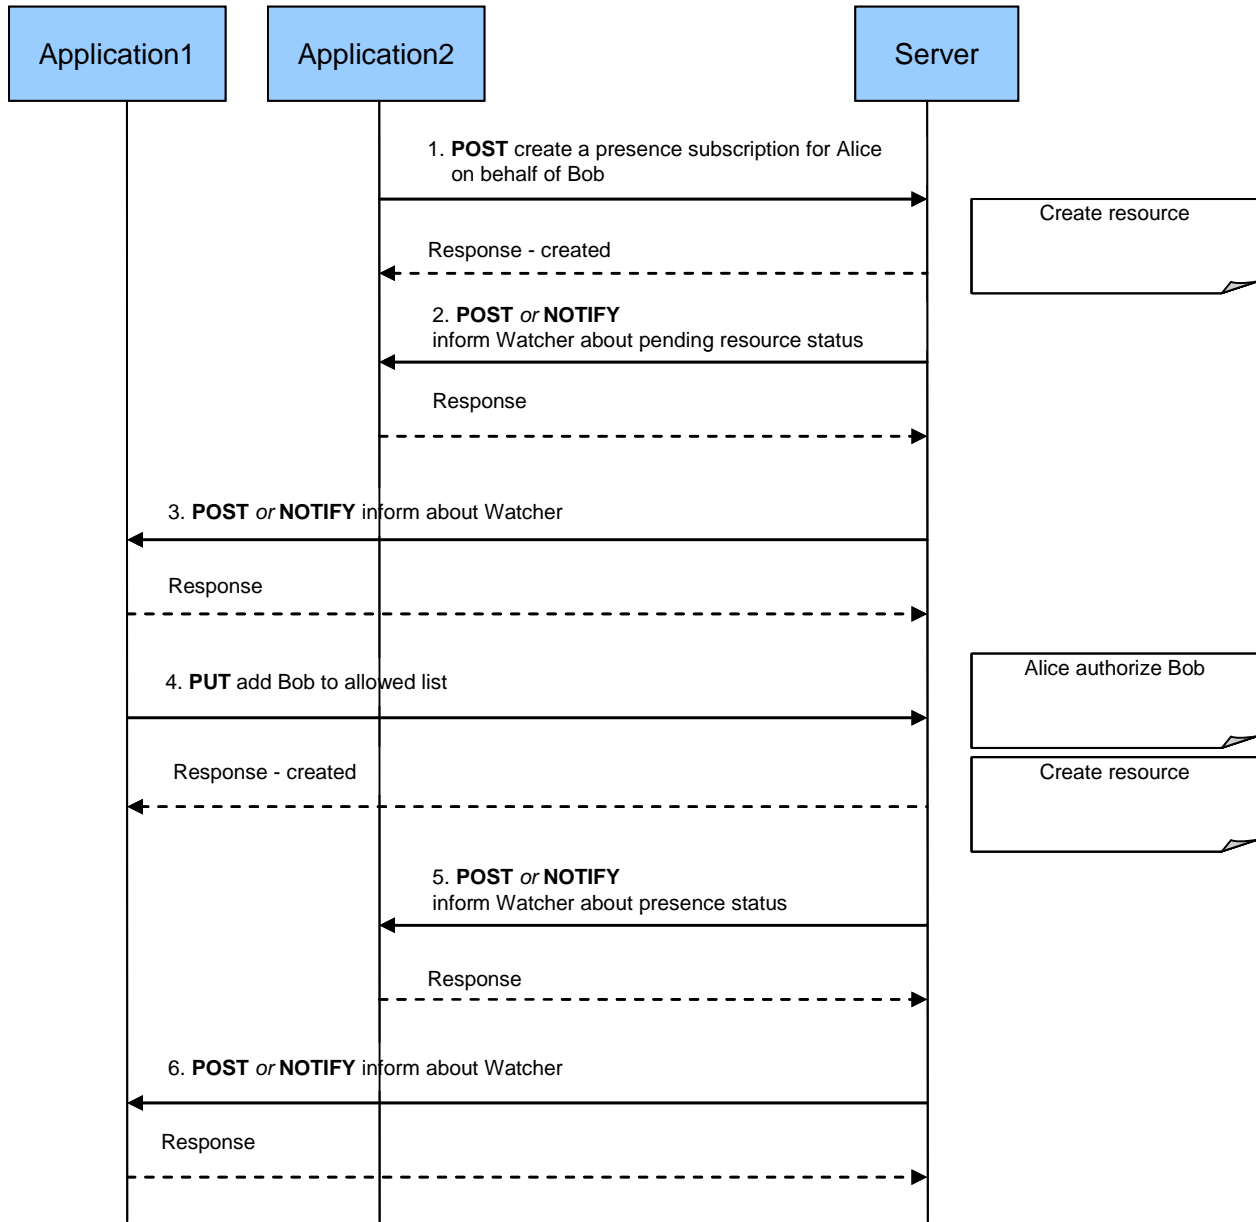 Application1
Application2
Server
1. POST create a presence subscription for Alice
on behalf of Bob
Create resource
Response - created
2. POST or NOTIFY
inform Watcher about pending resource status
Response
3. POST or NOTIFY inform about Watcher
Response
Alice authorize Bob
4. PUT add Bob to allowed list
Response - created
Create resource
5. POST or NOTIFY
inform Watcher about presence status
Response
6. POST or NOTIFY inform about Watcher
Response